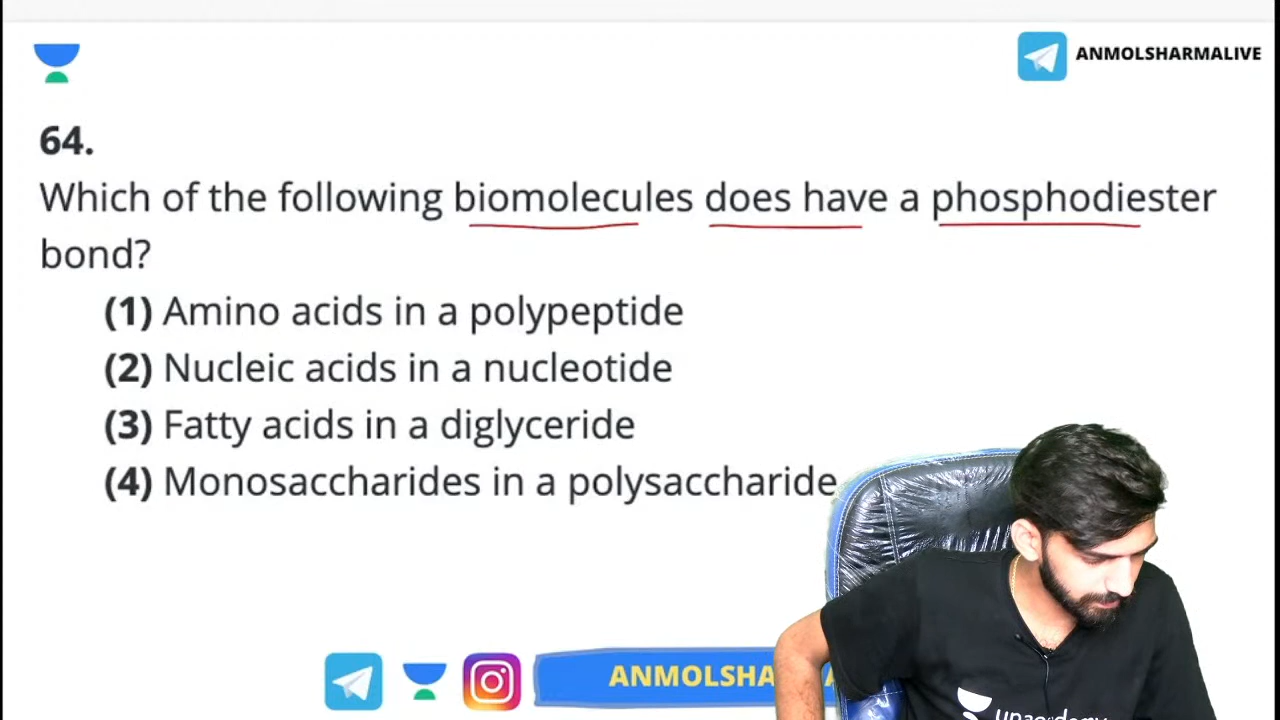 ANMOLSHARMALIVE
64.
Which of the following biomolecules does have a phosphodiester
bond?
(1) Amino acids in a polypeptide
(2) Nucleic acids in a nucleotide
(3) Fatty acids in a diglyceride
(4) Monosaccharides in a polysaccharide